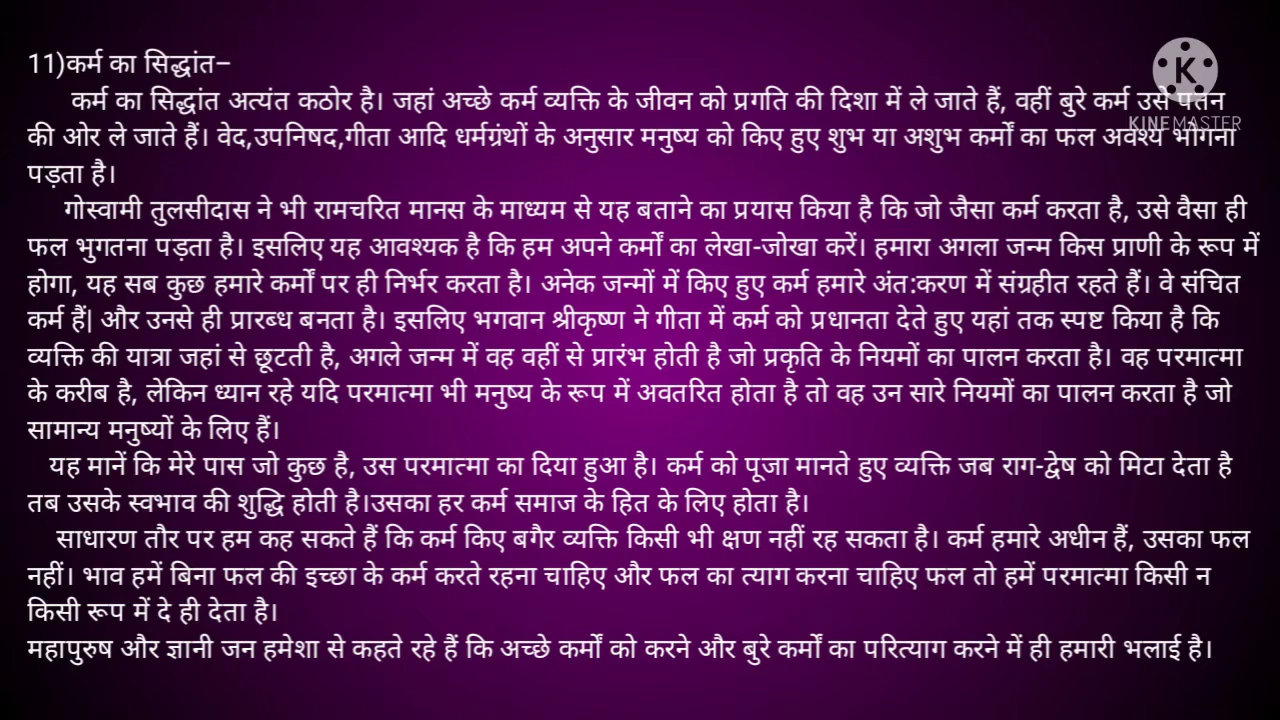 11)कर्म का सिद्धांत–
कर्म का सिद्धांत अत्यंत कठोर है। जहां अच्छे कर्म व्यक्ति के जीवन को प्रगति की दिशा में ले जाते हैं, वहीं बुरे कर्म उसे पतन
की ओर ले जाते हैं। वेद,उपनिषद,गीता आदि धर्मग्रंथों के अनुसार मनुष्य को किए हुए शुभ या अशुभ कर्मों का फल अवश्य भोगना
पड़ता है।
गोस्वामी तुलसीदास ने भी रामचरित मानस के माध्यम से यह बताने का प्रयास किया है कि जो जैसा कर्म करता है, उसे वैसा ही
फल भुगतना पड़ता है। इसलिए यह आवश्यक है कि हम अपने कर्मों का लेखा-जोखा करें। हमारा अगला जन्म किस प्राणी के रूप में
होगा, यह सब कुछ हमारे कर्मों पर ही निर्भर करता है। अनेक जन्मों में किए हुए कर्म हमारे अंत:करण में संग्रहीत रहते हैं। वे संचित
कर्म हैं| और उनसे ही प्रारब्ध बनता है। इसलिए भगवान श्रीकृष्ण ने गीता में कर्म को प्रधानता देते हुए यहां तक स्पष्ट किया है कि
व्यक्ति की यात्रा जहां से छूटती है, अगले जन्म में वह वहीं से प्रारंभ होती है जो प्रकृति के नियमों का पालन करता है। वह परमात्मा
के करीब है, लेकिन ध्यान रहे यदि परमात्मा भी मनुष्य के रूप में अवतरित होता है तो वह उन सारे नियमों का पालन करता है जो
सामान्य मनुष्यों के लिए हैं।
यह मानें कि मेरे पास जो कुछ है, उस परमात्मा का दिया हुआ है। कर्म को पूजा मानते हुए व्यक्ति जब राग-द्वेष को मिटा देता है
तब उसके स्वभाव की शुद्धि होती है।उसका हर कर्म समाज के हित के लिए होता है।
साधारण तौर पर हम कह सकते हैं कि कर्म किए बगैर व्यक्ति किसी भी क्षण नहीं रह सकता है। कर्म हमारे अधीन हैं, उसका फल
नहीं। भाव हमें बिना फल की इच्छा के कर्म करते रहना चाहिए और फल का त्याग करना चाहिए फल तो हमें परमात्मा किसी न
किसी रूप में दे ही देता है।
महापुरुष और ज्ञानी जन हमेशा से कहते रहे हैं कि अच्छे कर्मों को करने और बुरे कर्मों का परित्याग करने में ही हमारी भलाई है।
K
KINEMASTER